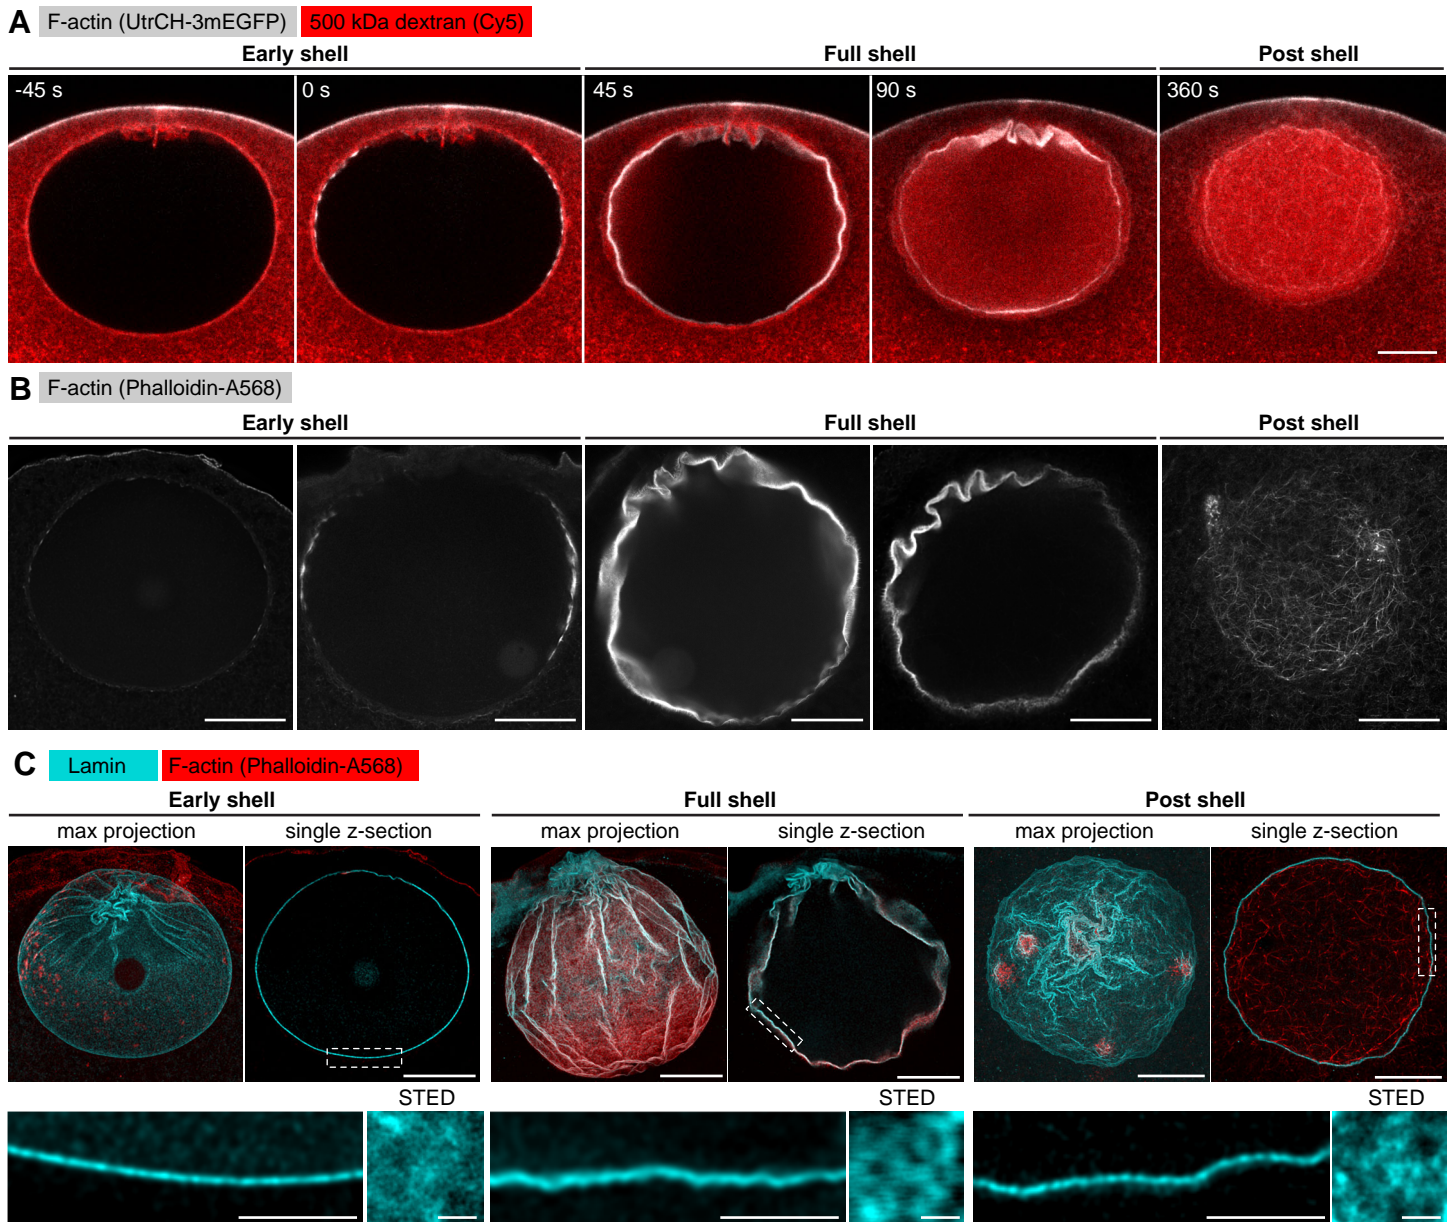 A F-actin (UtrCH-3mEGFP) 500 kDa dextran (Cy5)
Early shell Full shell Post shell
-45 s 0 s 45 s 90 s 360 s
B F-actin (Phalloidin-A568)
Early shell Full shell Post shell
C Lamin F-actin (Phalloidin-A568)
Early shell Full shell Post shell
max projection single z-section max projection single z-section max projection single z-section
STED STED STED